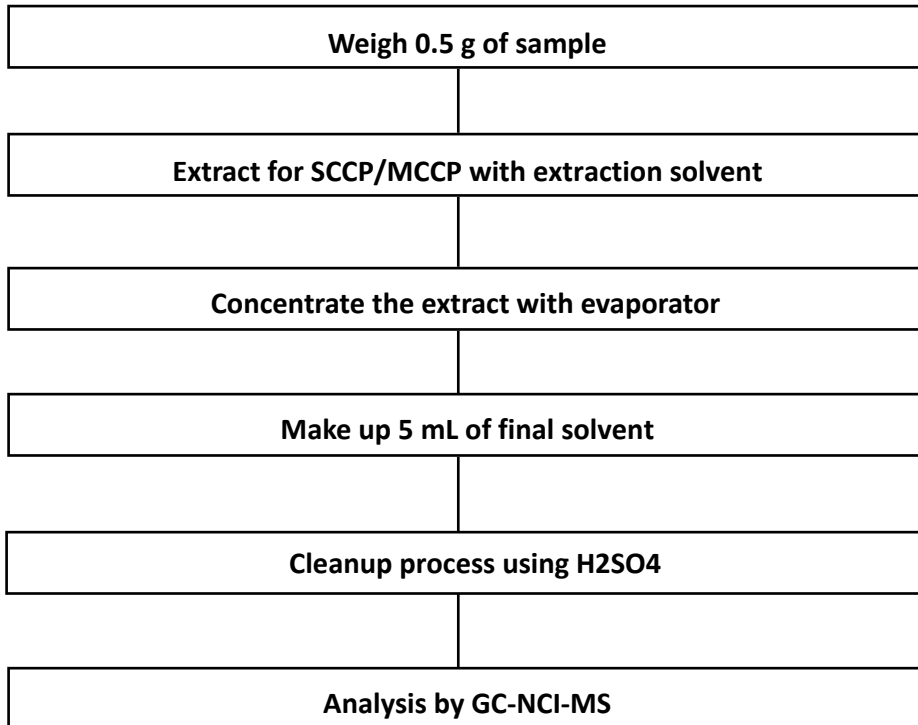 Weigh 0.5 g of sample
Extract for SCCP/MCCP with extraction solvent
Concentrate the extract with evaporator
Make up 5 mL of final solvent
Cleanup process using H2SO4
Analysis by GC-NCI-MS